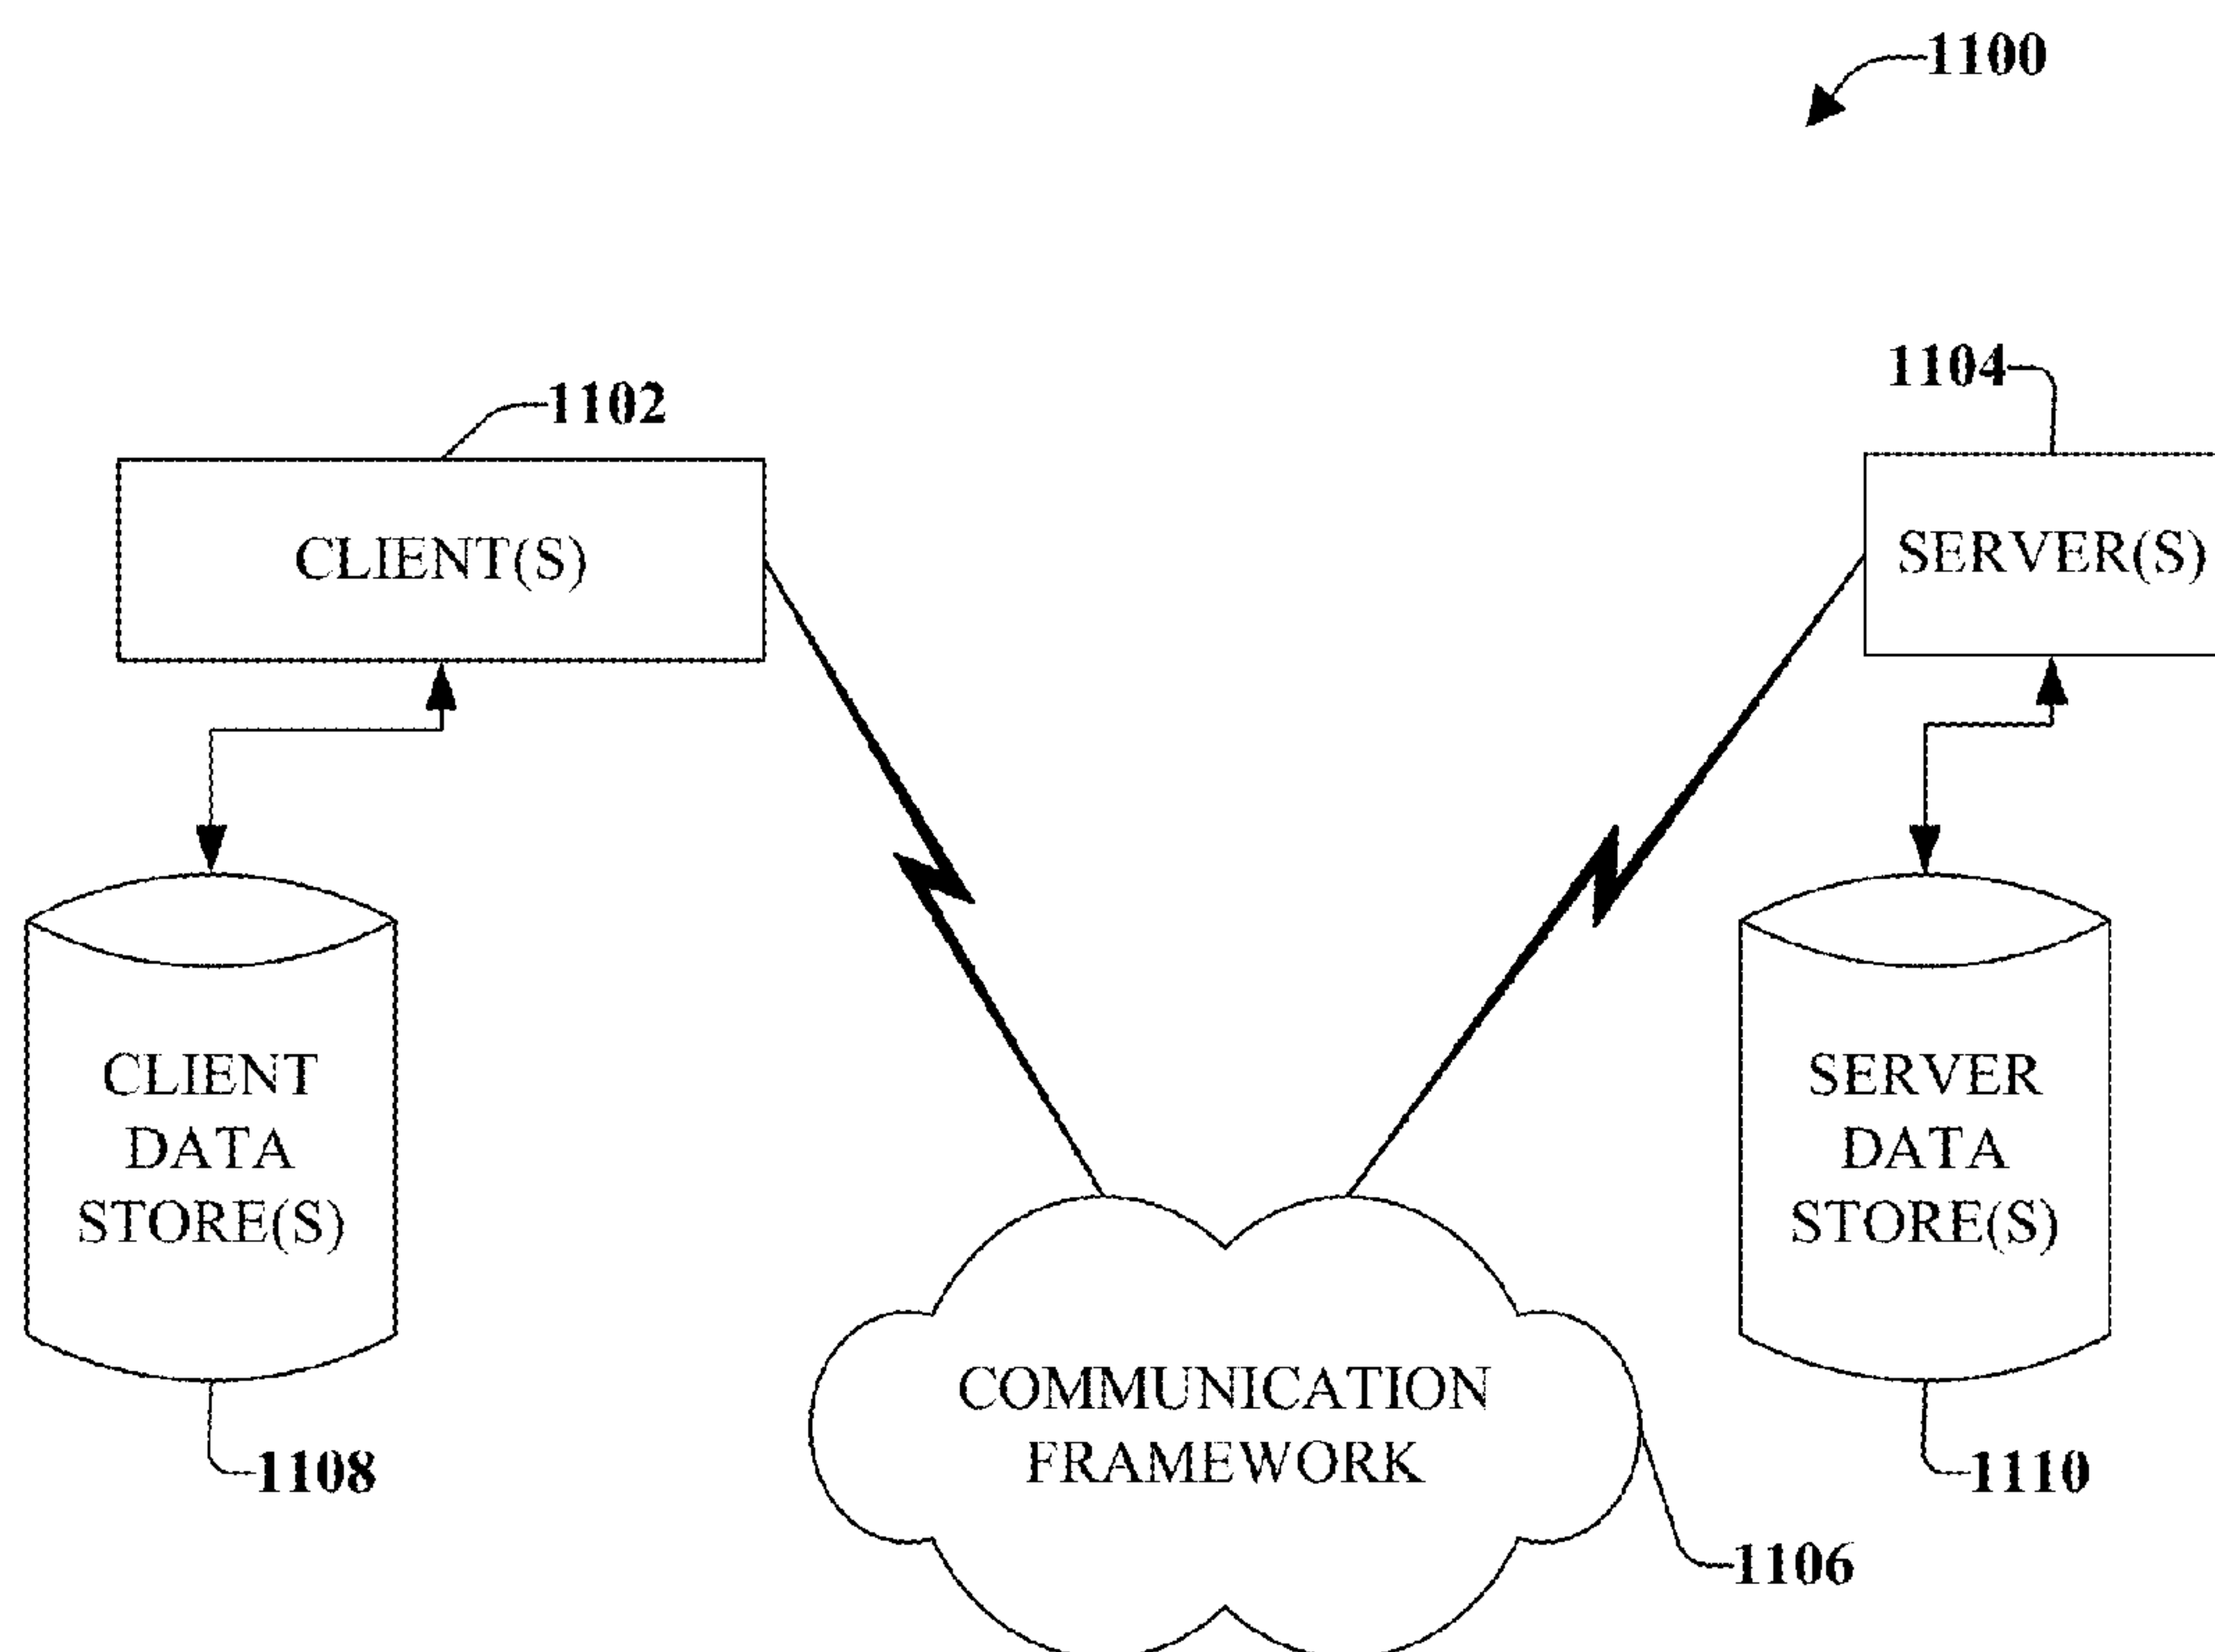 1100
1104
1102
CLIENT(S)
SERVER(S)
CLIENT
DATA
STORE(S)
SERVER
DATA
STORE(S)
COMMUNICATION
FRAMEWORK
1108
1110
1106